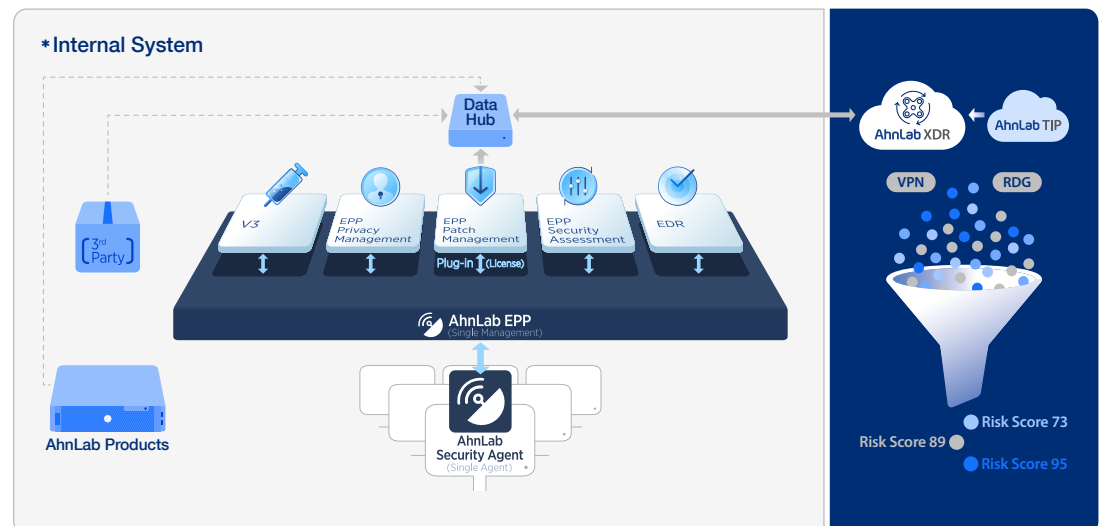 *Internal System
Data
Hub
AhnLab XDR
AhnLab TIP
VPN
RDG
V3
EPP
Privacy
Management
EPP
Patch
Management
EPP
Security
Assessment
EDR
Plug-in (License)
3rd
Party
AhnLab EPP
(Single Management)
AhnLab Products
AhnLab
Security Agent
(Single Agent)
Risk Score 73
Risk Score 89
Risk Score 95